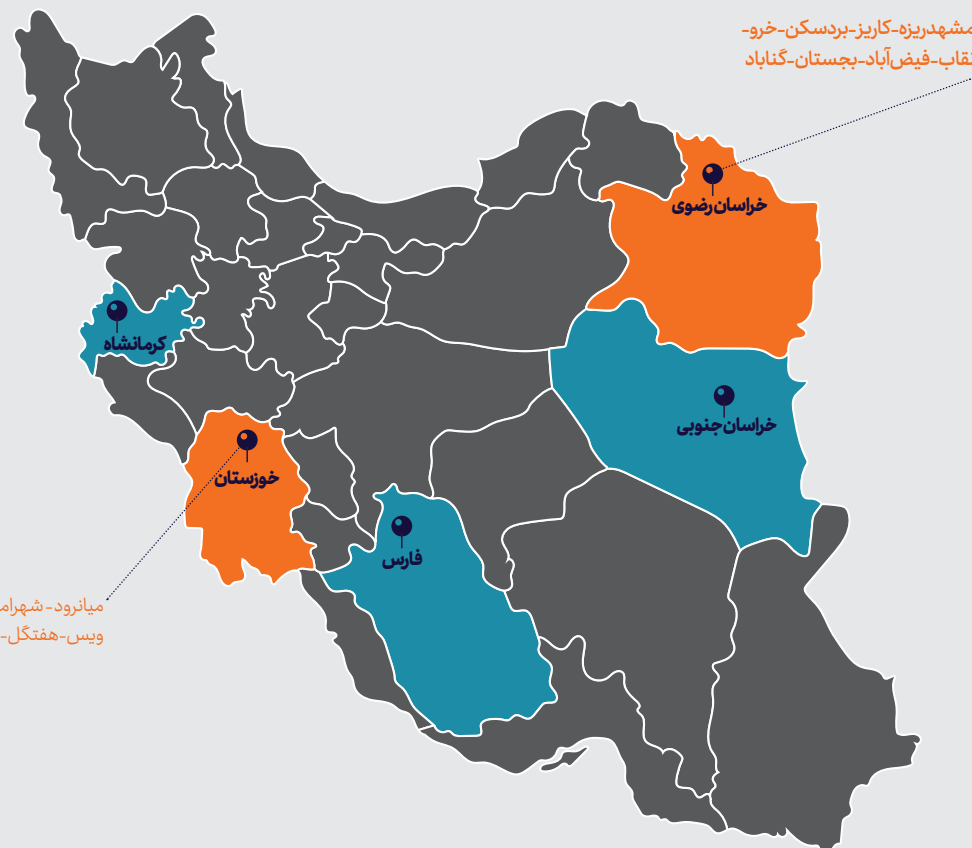 مشهدریزه-کاریز-بردسکن-خرو-
نقاب-فیض‌آباد-بجستان-گناباد
خراسان رضوی
کرمانشاه
خراسان جنوبی
خوزستان
فارس
میانرود-
ویس-هفتگل-